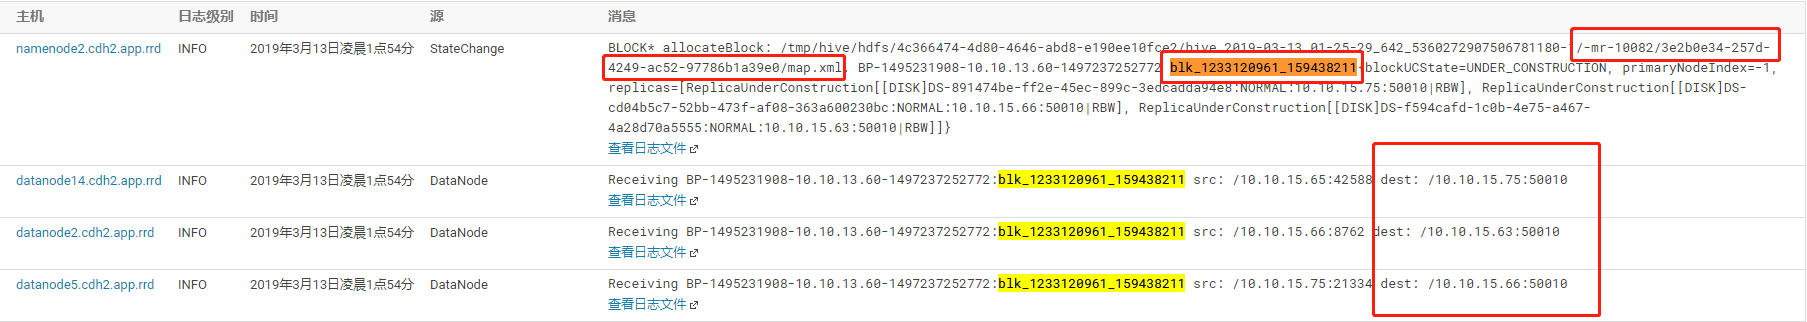 主机 日志级别 时间 源 消息
namenode2.cdh2.app.rrd INFO 2019年3月13日凌晨1点54分 StateChange BLOCK* allocateBlock: /tmp/hive/hdfs/4c366474-4d80-4646-abd8-e190ee10fce2/hive_2019-03-13_01-25-29_642_5360272907506781180-1/-mr-10082/3e2b0e34-257d-
4249-ac52-97786b1a39e0/map.xml. BP-1495231908-10.10.13.60-1497237252772 blk_1233120961_159438211{blockUCState=UNDER_CONSTRUCTION, primaryNodeIndex=-1,
replicas=[ReplicaUnderConstruction[[DISK]DS-891474be-ff2e-45ec-899c-3edcadda94e8:NORMAL:10.10.15.75:50010|RBW], ReplicaUnderConstruction[[DISK]DS-
cd04b5c7-52bb-473f-af08-363a600230bc:NORMAL:10.10.15.66:50010|RBW], ReplicaUnderConstruction[[DISK]DS-f594cafd-1c0b-4e75-a467-
4a28d70a5555:NORMAL:10.10.15.63:50010|RBW]]}
查看日志文件
datanode14.cdh2.app.rrd INFO 2019年3月13日凌晨1点54分 DataNode Receiving BP-1495231908-10.10.13.60-1497237252772:blk_1233120961_159438211 src: /10.10.15.65:42588 dest: /10.10.15.75:50010
查看日志文件
datanode2.cdh2.app.rrd INFO 2019年3月13日凌晨1点54分 DataNode Receiving BP-1495231908-10.10.13.60-1497237252772:blk_1233120961_159438211 src: /10.10.15.66:8762 dest: /10.10.15.63:50010
查看日志文件
datanode5.cdh2.app.rrd INFO 2019年3月13日凌晨1点54分 DataNode Receiving BP-1495231908-10.10.13.60-1497237252772:blk_1233120961_159438211 src: /10.10.15.75:21334 dest: /10.10.15.66:50010
查看日志文件